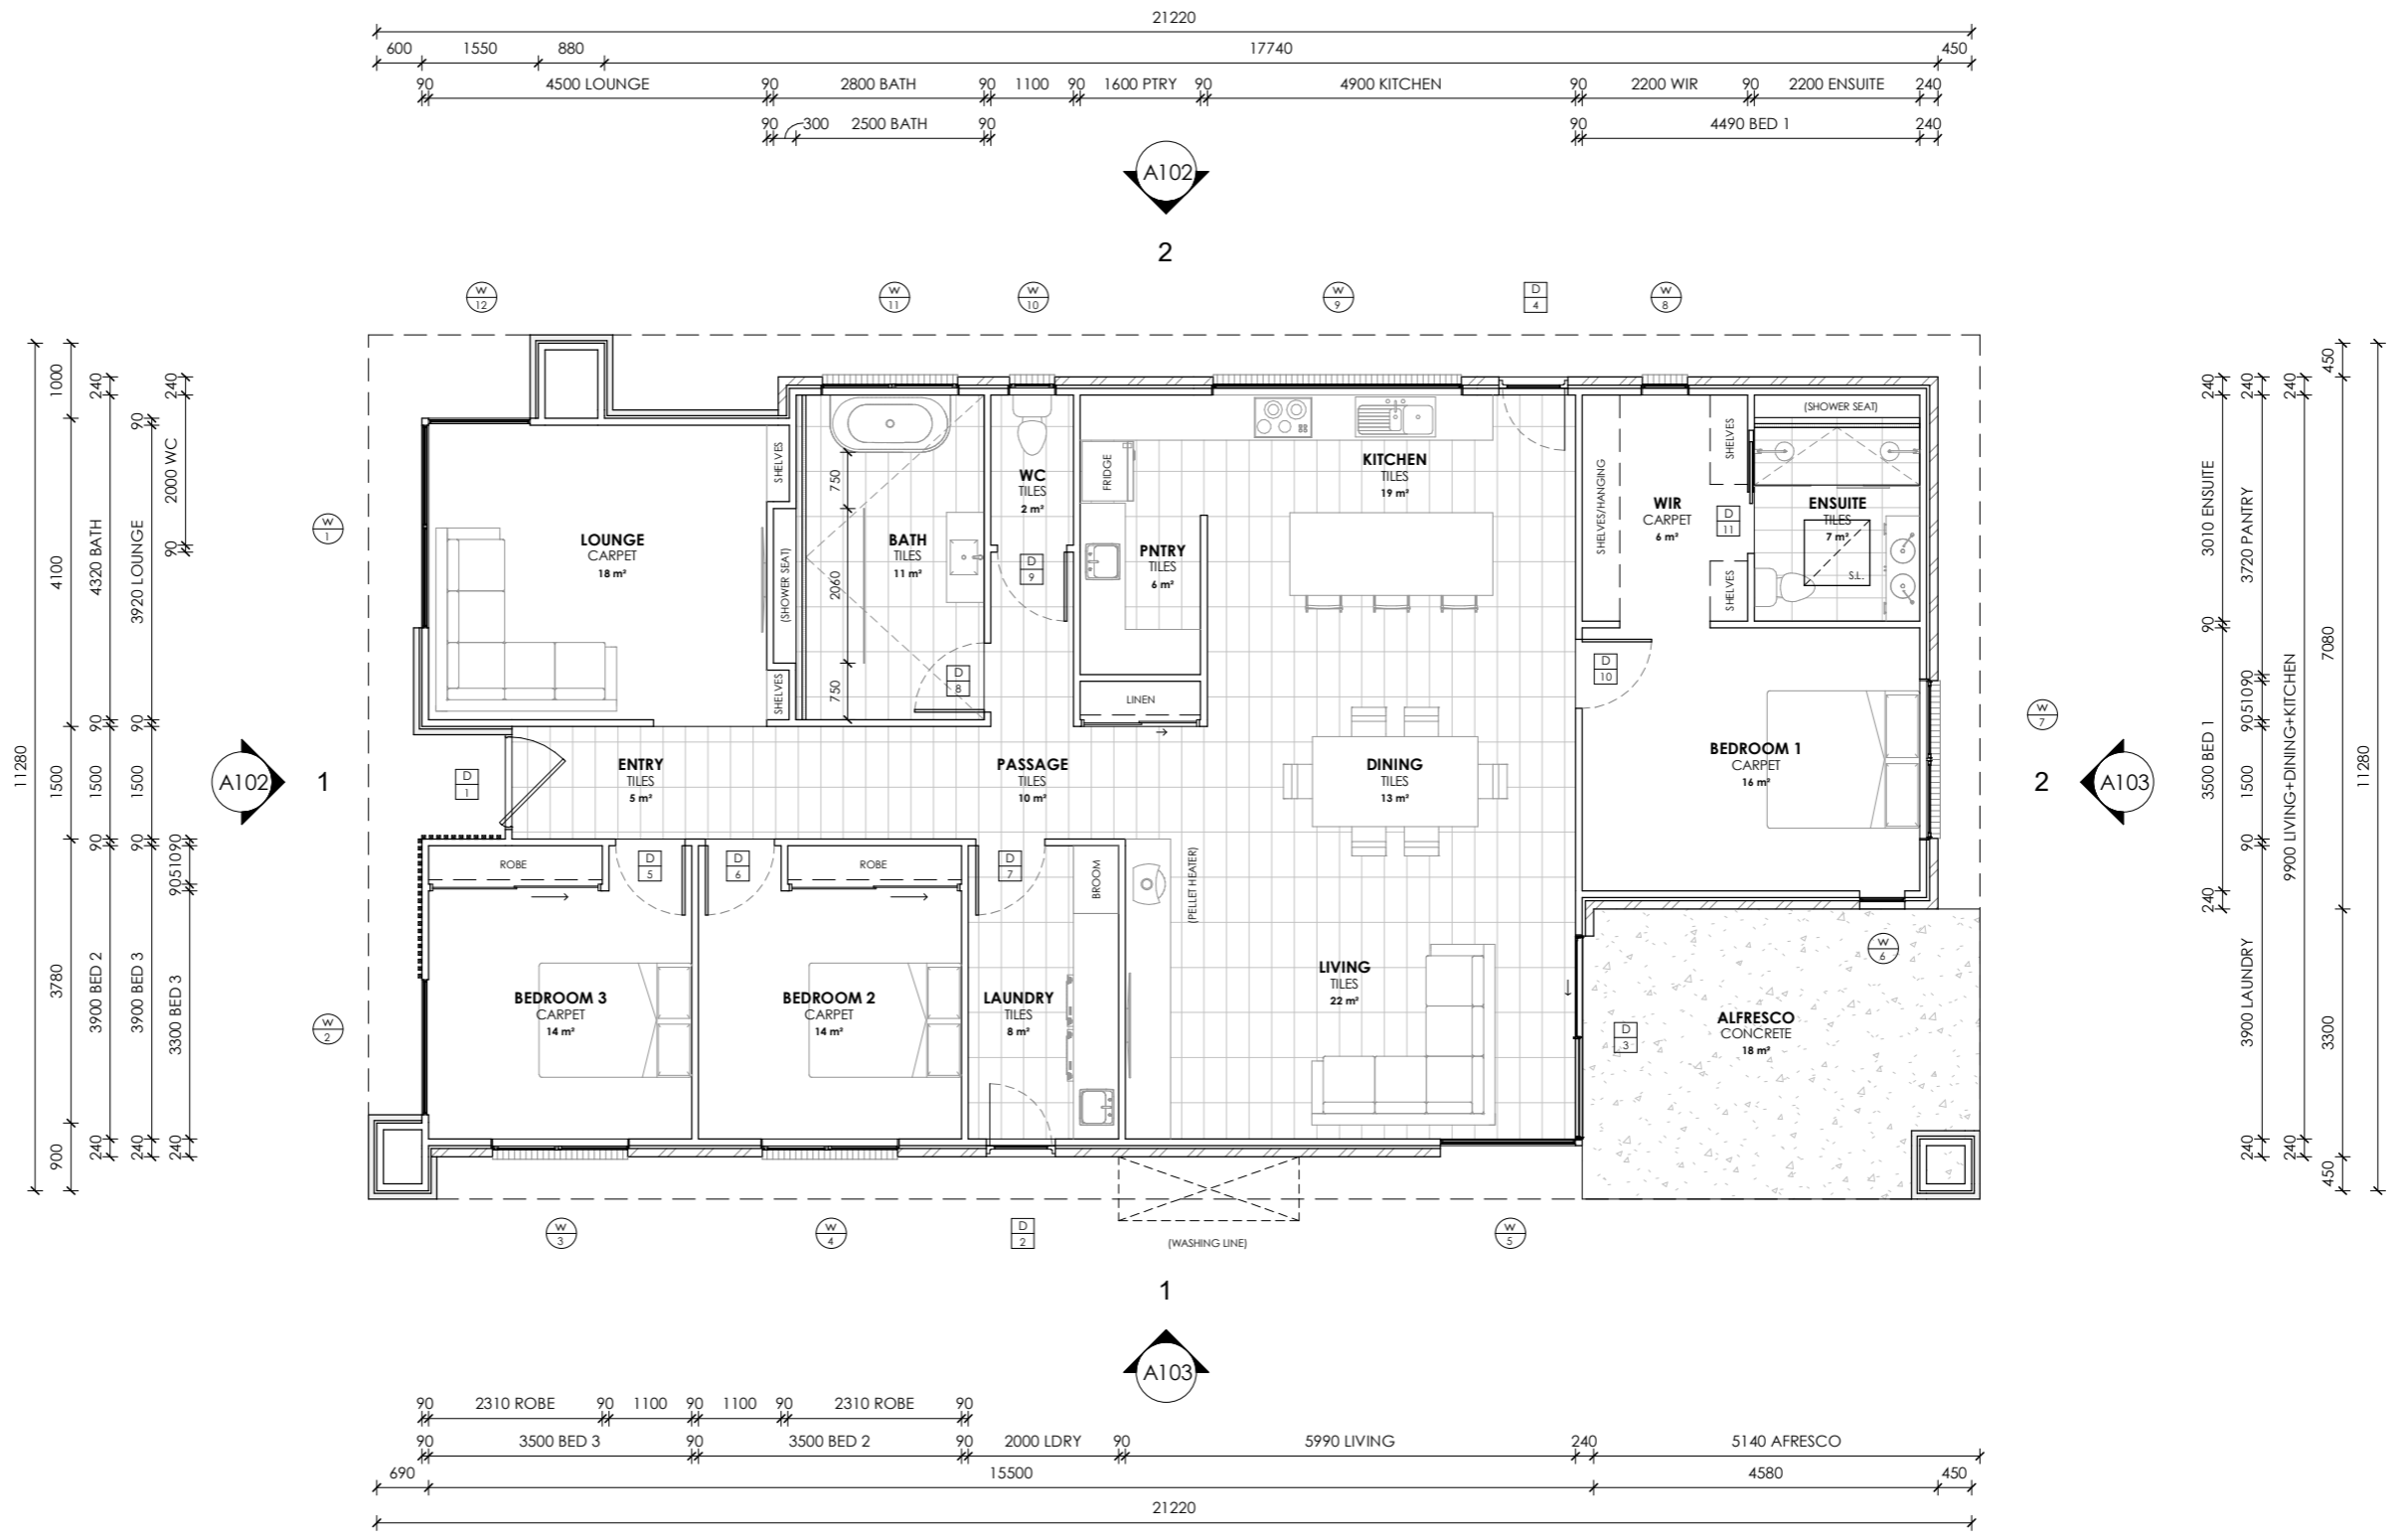 21220
600 1550 880 17740 450
90 4500 LOUNGE 90 2800 BATH 90 1100 90 1600 PTRY 90 4900 KITCHEN 90 2200 WIR 90 2200 ENSUITE 240
90 300 2500 BATH 90 90 4490 BED 1 240
A102
2
W 12
W 11
W 10
W 9
D 4
W 8
11280
1000 4100 1500 3780 900
240 4320 BATH 90 1500 90 3900 BED 2 240
90 3920 LOUNGE 90 1500 90 3900 BED 3 240
240 2000 WC 90
90 510 90 3300 BED 3 240
W 1
A102
1
W 2
LOUNGE
CARPET
18 m²
SHELVES
(SHOWER SEAT)
SHELVES
750
2060
750
BATH
TILES
11 m²
D 8
WC
TILES
2 m²
D 9
FRIDGE
PNTRY
TILES
6 m²
LINEN
KITCHEN
TILES
19 m²
SHELVES/HANGING
WIR
CARPET
6 m²
SHELVES
D 11
SHELVES
(SHOWER SEAT)
ENSUITE
TILES
7 m²
S.L.
D 10
BEDROOM 1
CARPET
16 m²
D 1
ENTRY
TILES
5 m²
PASSAGE
TILES
10 m²
DINING
TILES
13 m²
ROBE
D 5
D 6
ROBE
D 7
BROOM
(PELLET HEATER)
BEDROOM 3
CARPET
14 m²
BEDROOM 2
CARPET
14 m²
LAUNDRY
TILES
8 m²
LIVING
TILES
22 m²
D 3
W 6
ALFRESCO
CONCRETE
18 m²
W 7
2
A103
240 3010 ENSUITE 90 3500 BED 1 240
240 3720 PANTRY 90 510 90 1500 90 3900 LAUNDRY 240
240 9900 LIVING+DINING+KITCHEN 240
450 7080 3300 450
11280
W 3
W 4
D 2
(WASHING LINE)
W 5
1
A103
90 2310 ROBE 90 1100 90 1100 90 2310 ROBE 90
90 3500 BED 3 90 3500 BED 2 90 2000 LDRY 90 5990 LIVING 240 5140 AFRESCO
690 15500 4580 450
21220